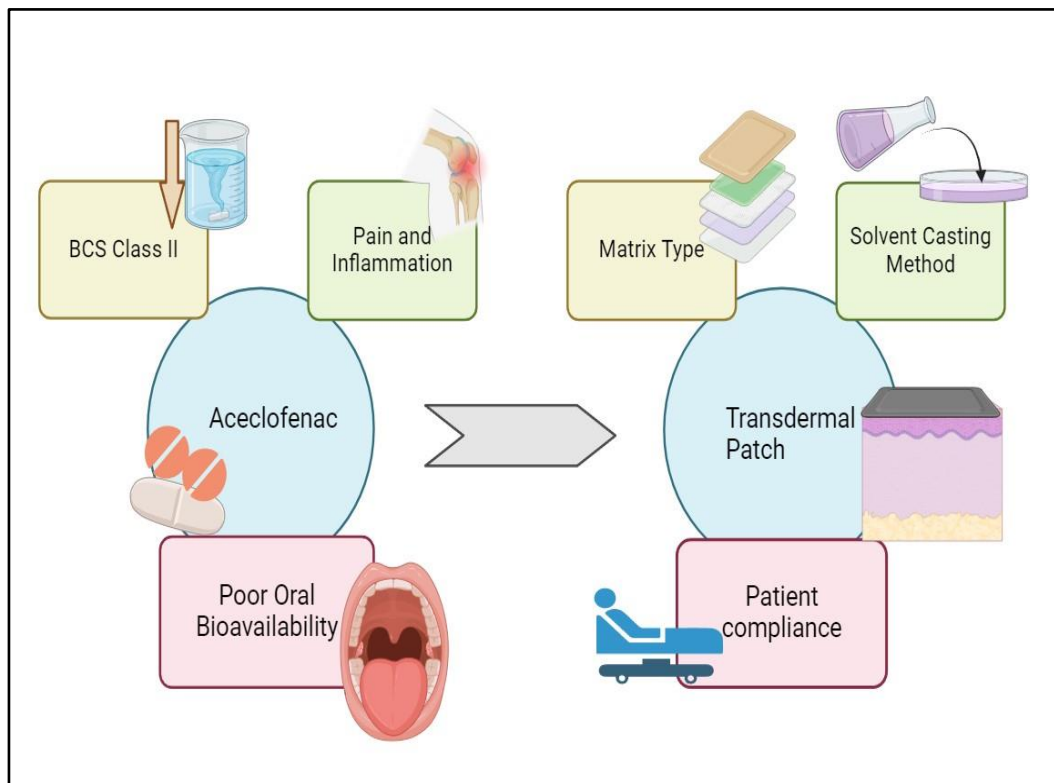 BCS Class II
Pain and
Inflammation
Aceclofenac
Poor Oral
Bioavailability
Matrix Type
Solvent Casting
Method
Transdermal
Patch
Patient
compliance